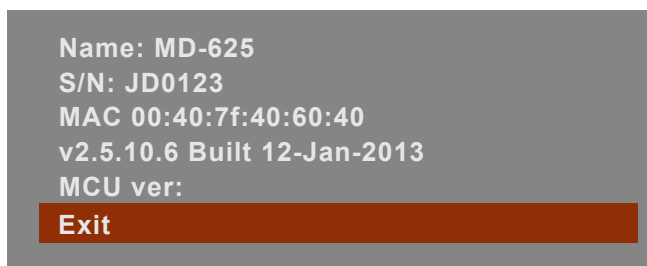 Name: MD-625
S/N: JD0123
MAC 00:40:7f:40:60:40
v2.5.10.6 Built 12-Jan-2013
MCU ver:
Exit